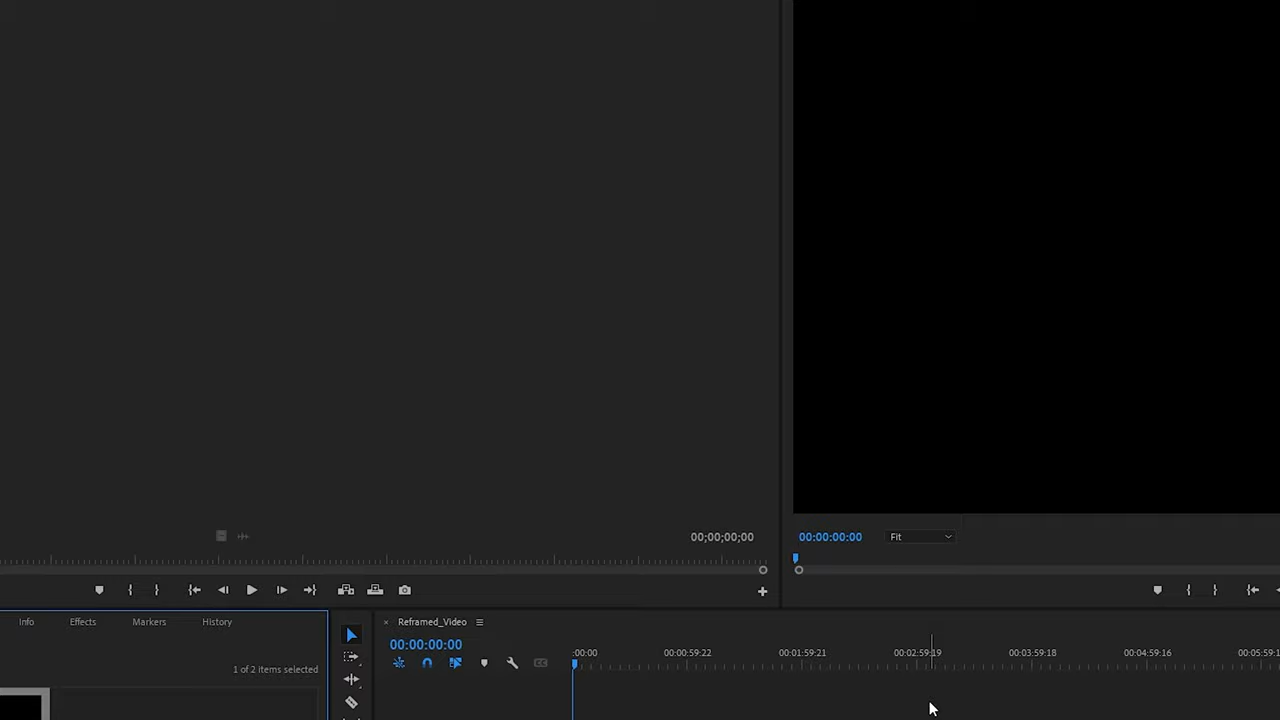 00;00;00;00
00:00:00:00 Fit
Info Effects Markers History
Reframed_Video
00:00:00:00
:00:00 00:00:59:22 00:01:59:21 00:02:59:19 00:03:59:18 00:04:59:16 00:05:59:1
1 of 2 items selected